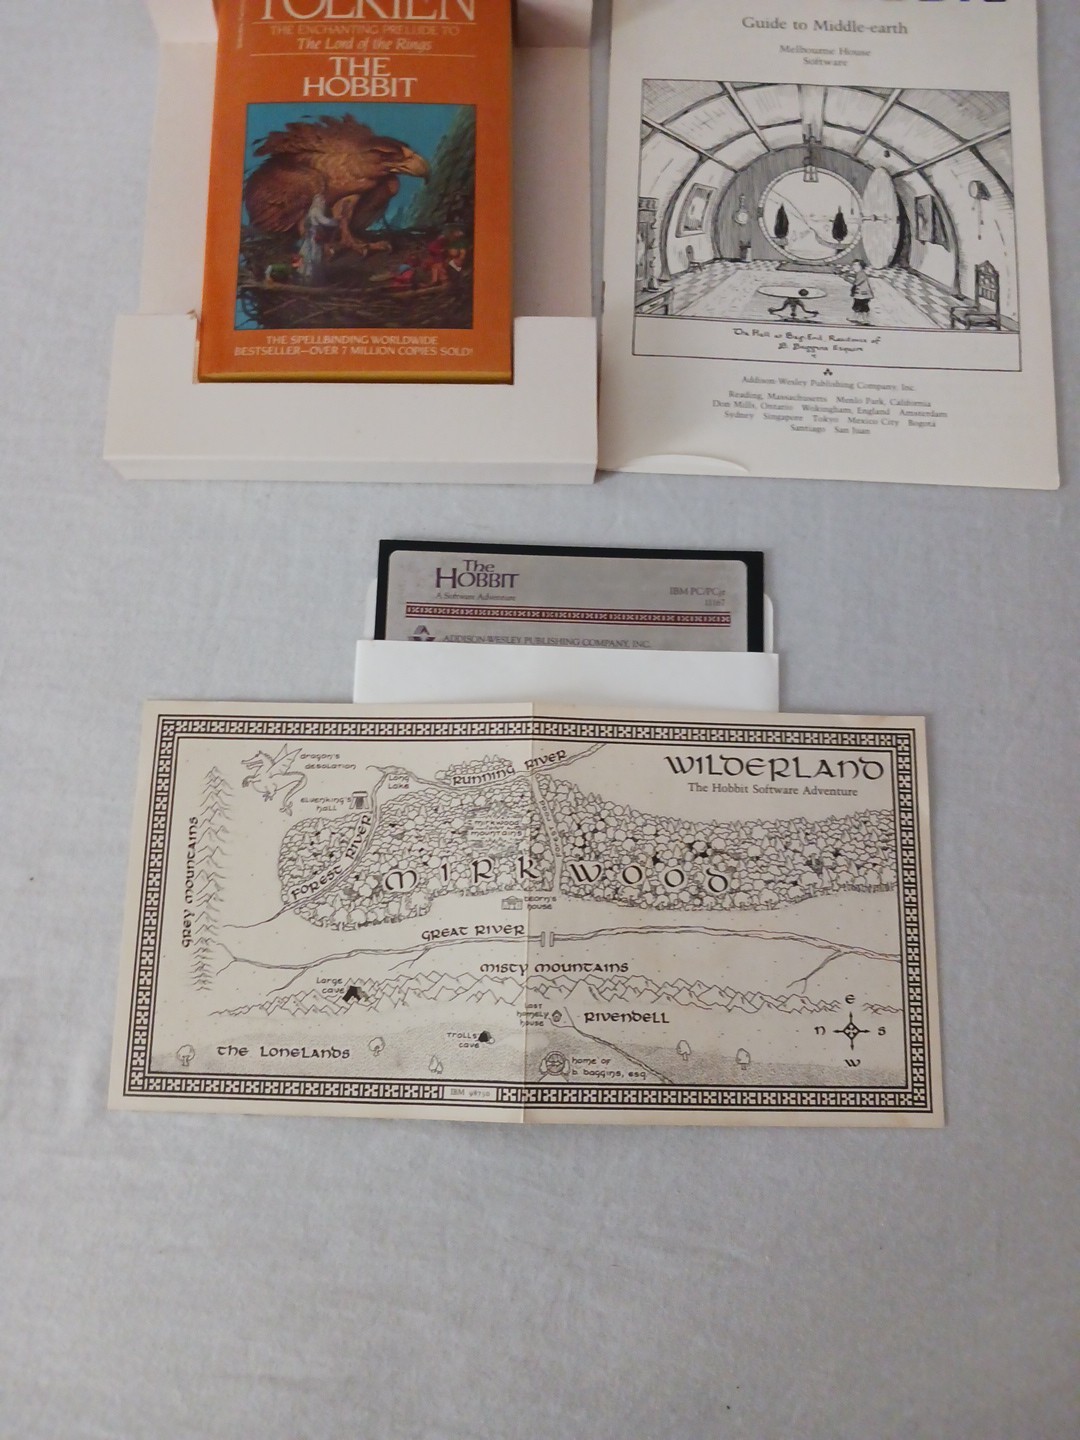 TOLKIEN
THE ENCHANTING PRELUDE TO
The Lord of the Rings
THE
HOBBIT
THE SPELLBINDING WORLDWIDE
BESTSELLER—OVER 7 MILLION COPIES SOLD!
Guide to Middle-earth
Melbourne House
Software
The Hall at Bag-End, Residence of
B. Baggins Esquire
Addison-Wesley Publishing Company, Inc.
Reading, Massachusetts Menlo Park, California
Don Mills, Ontario Wokingham, England Amsterdam
Sydney Singapore Tokyo Mexico City Bogotá
Santiago San Juan
The
HOBBIT
A Software Adventure
IBM PC/PCjr
11167
ADDISON-WESLEY PUBLISHING COMPANY, INC.
WILDERLAND
The Hobbit Software Adventure
dragon's
desolation
Long
Lake
RUNNING RIVER
elvenking's
hall
FOREST RIVER
mirkwood
mountains
MIRKWOOD
GREY MOUNTAINS
beorn's
house
GREAT RIVER
MISTY MOUNTAINS
Large
cave
Last
homely
house
RIVENDELL
Trolls
cave
THE LONELANDS
home of
b. baggins, esq
E
N
S
W
IBM